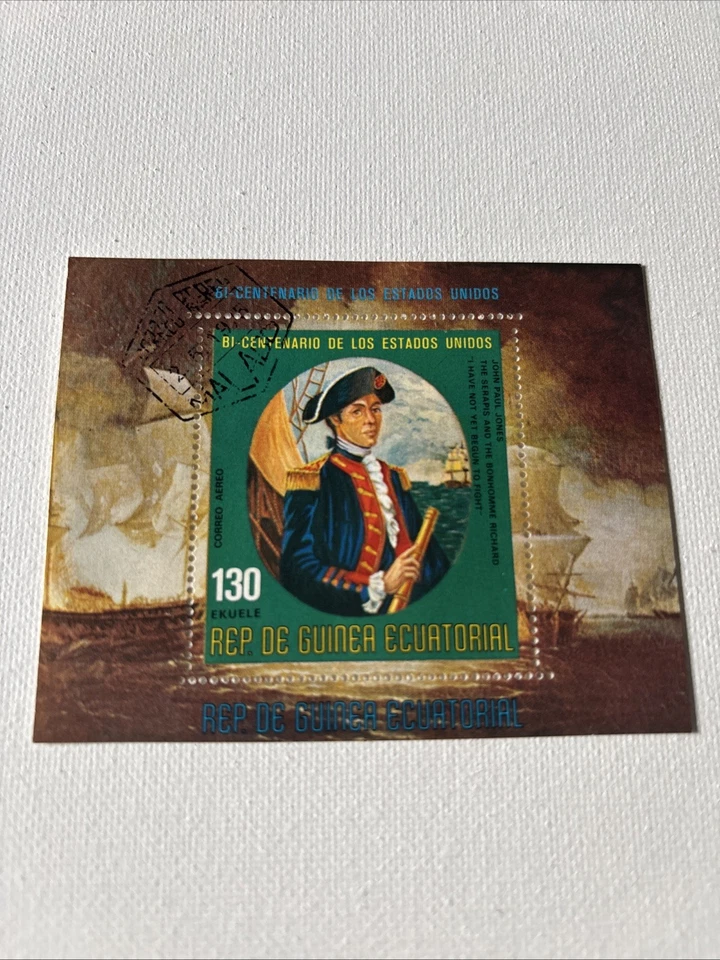 BI-CENTENARIO DE LOS ESTADOS UNIDOS
BI-CENTENARIO DE LOS ESTADOS UNIDOS
JOHN PAUL JONES
THE SERAPIS AND THE BONHOMME RICHARD
"I HAVE NOT YET BEGUN TO FIGHT"
CORREO AEREO
130
EKUELE
REP. DE GUINEA ECUATORIAL
REP. DE GUINEA ECUATORIAL